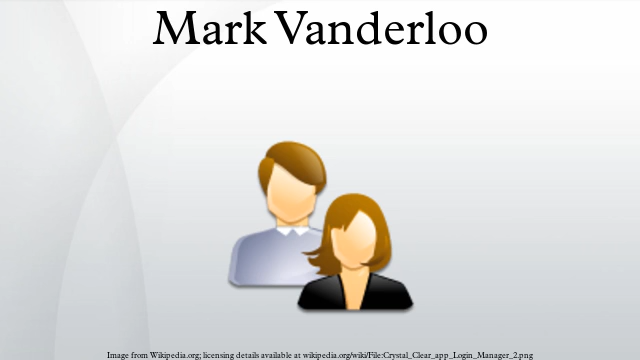 Mark Vanderloo
Image from Wikipedia.org; licensing details available at wikipedia.org/wiki/File:Crystal_Clear_app_Login_Manager_2.png